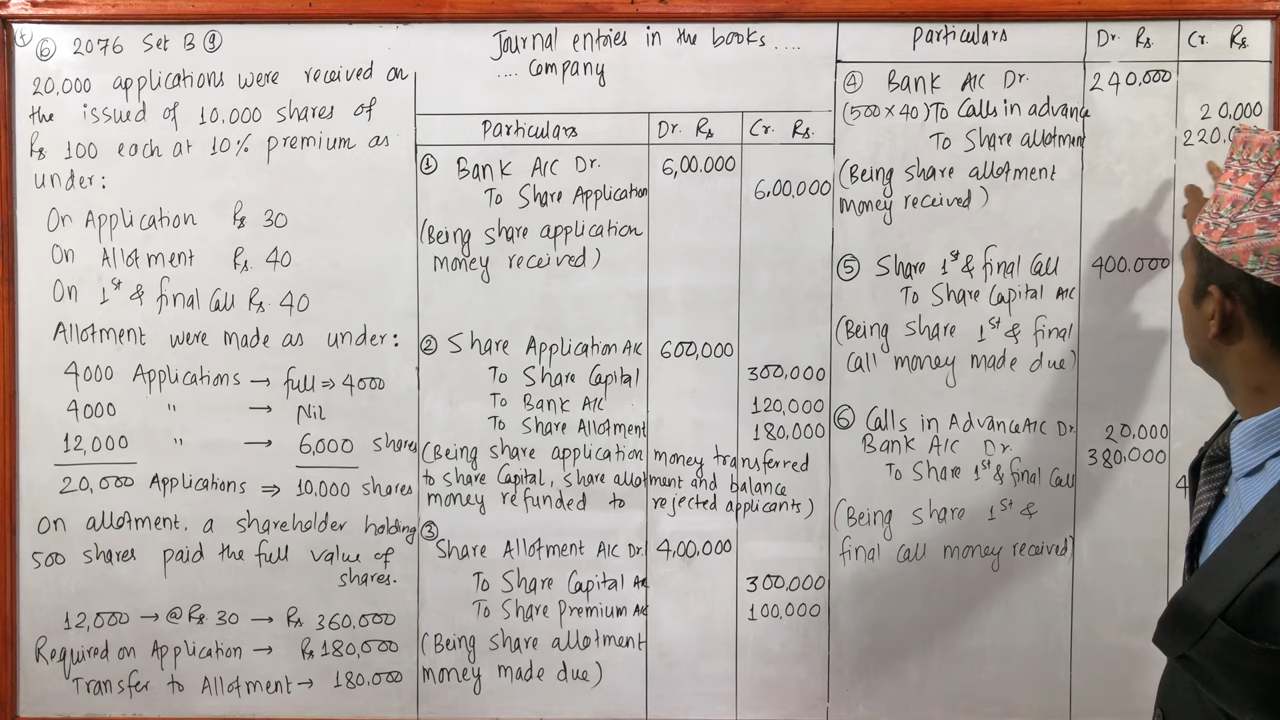 ⑥ 2076 Set B ⑨
20,000 applications were received on
the issued of 10,000 shares of
Rs 100 each at 10% premium as
under:
On Application Rs 30
On Allotment Rs. 40
On 1st & final Call Rs. 40
Allotment were made as under:
4000 Applications → full ⇒ 4000
4000 " → Nil
12,000 " → 6,000 shares
20,000 Applications ⇒ 10,000 shares
On allotment, a shareholder holding
500 shares paid the full value of
shares.
12,000 → @ Rs. 30 → Rs 360,000
Required on Application → Rs 180,000
Transfer to Allotment → 180,000
Journal entries in the books ....
.... Company
Particulars Dr. Rs Cr. Rs.
① Bank A/C Dr. 6,00.000
To Share Application 6,00,000
(Being share application
money received)
② Share Application A/C 600,000
To Share Capital 300,000
To Bank A/C 120,000
To Share Allotment 180,000
(Being share application money transferred
to share Capital, share allotment and balance
money refunded to rejected applicants)
③
Share Allotment A/C Dr. 4,00,000
To Share Capital A/c 300,000
To Share Premium A/c 100,000
(Being share allotment
money made due)
Particulars Dr. Rs. Cr. Rs.
④ Bank A/C Dr. 240,000
(500×40) To Calls in advance 20,000
To Share allotment
(Being share allotment
money received)
⑤ Share 1st & final Call 400.000
To Share Capital A/C
(Being share 1st & final
Call money made due)
⑥ Calls in Advance A/C Dr. 20,000
Bank A/C Dr. 380,000
To Share 1st & final Call
(Being share 1st &
final call money received)